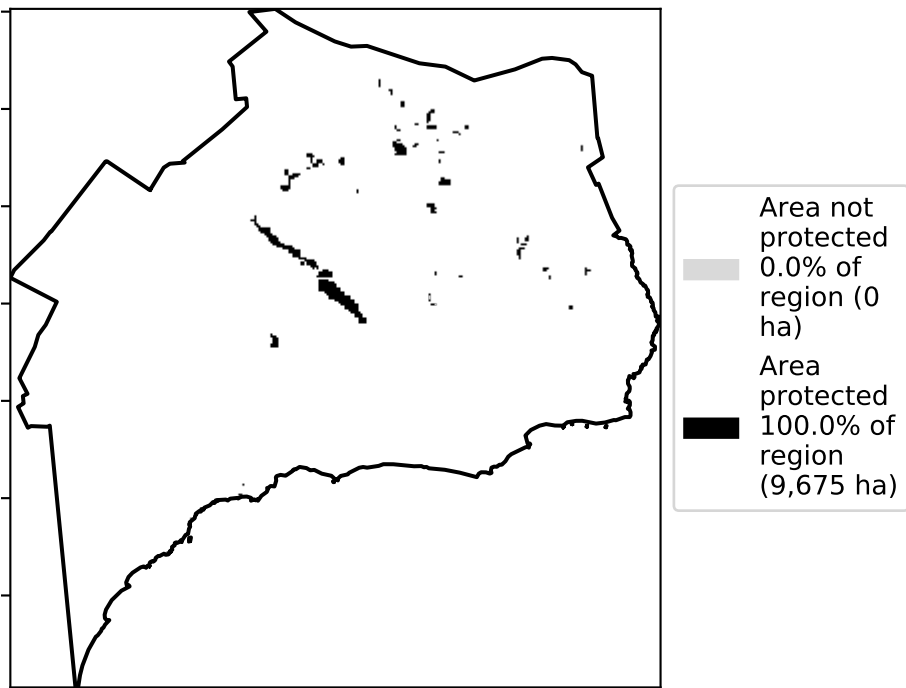 Area not
protected
0.0% of
region (0
ha)
Area
protected
100.0% of
region
(9,675 ha)